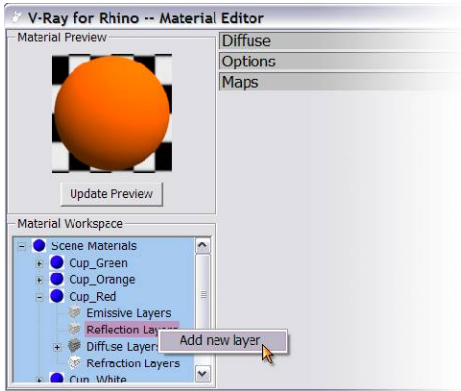 V-Ray for Rhino -- Material Editor
Material Preview
Diffuse
Options
Maps
Update Preview
Material Workspace
Scene Materials
Cup_Green
Cup_Orange
Cup_Red
Emissive Layers
Reflection Layers
Add new layer
Diffuse Layers
Refraction Layers
Cup_White